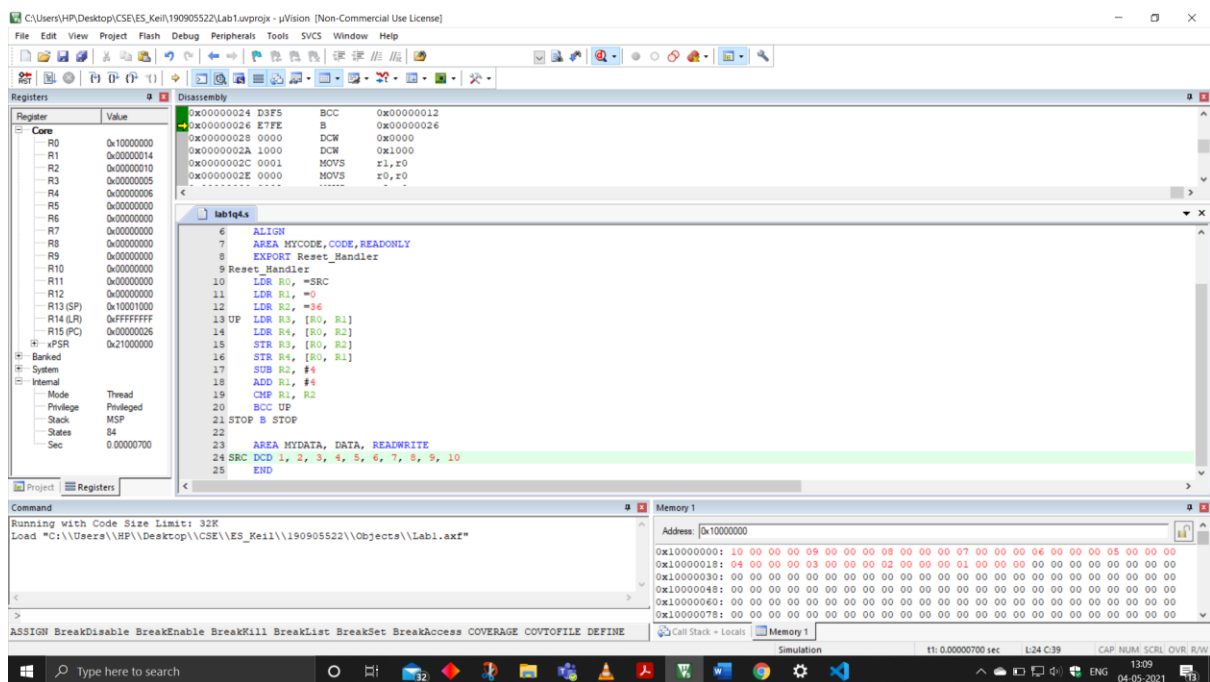 C:\Users\HP\Desktop\CSE\ES_Keil\190905522\Lab1.uvprojx - µVision [Non-Commercial Use License]
File Edit View Project Flash Debug Peripherals Tools SVCS Window Help
Registers
Register Value
Core
R0 0x10000000
R1 0x00000014
R2 0x00000010
R3 0x00000005
R4 0x00000006
R5 0x00000000
R6 0x00000000
R7 0x00000000
R8 0x00000000
R9 0x00000000
R10 0x00000000
R11 0x00000000
R12 0x00000000
R13 (SP) 0x10001000
R14 (LR) 0xFFFFFFFF
R15 (PC) 0x00000026
xPSR 0x21000000
Banked
System
Internal
Mode Thread
Privilege Privileged
Stack MSP
States 84
Sec 0.00000700
Project Registers
Disassembly
0x00000024 D3F5 BCC 0x00000012
0x00000026 E7FE B 0x00000026
0x00000028 0000 DCW 0x0000
0x0000002A 1000 DCW 0x1000
0x0000002C 0001 MOVS r1,r0
0x0000002E 0000 MOVS r0,r0
lab1q4.s
6 ALIGN
7 AREA MYCODE,CODE,READONLY
8 EXPORT Reset_Handler
9 Reset_Handler
10 LDR R0, =SRC
11 LDR R1, =0
12 LDR R2, =36
13 UP LDR R3, [R0, R1]
14 LDR R4, [R0, R2]
15 STR R3, [R0, R2]
16 STR R4, [R0, R1]
17 SUB R2, #4
18 ADD R1, #4
19 CMP R1, R2
20 BCC UP
21 STOP B STOP
22
23 AREA MYDATA, DATA, READWRITE
24 SRC DCD 1, 2, 3, 4, 5, 6, 7, 8, 9, 10
25 END
Command
Running with Code Size Limit: 32K
Load "C:\\Users\\HP\\Desktop\\CSE\\ES_Keil\\190905522\\Objects\\Lab1.axf"
>
ASSIGN BreakDisable BreakEnable BreakKill BreakList BreakSet BreakAccess COVERAGE COVTOFILE DEFINE
Memory 1
Address: 0x10000000
0x10000000: 10 00 00 00 09 00 00 00 08 00 00 00 07 00 00 00 06 00 00 00 05 00 00 00
0x10000018: 04 00 00 00 03 00 00 00 02 00 00 00 01 00 00 00 00 00 00 00 00 00 00 00
0x10000030: 00 00 00 00 00 00 00 00 00 00 00 00 00 00 00 00 00 00 00 00 00 00 00 00
0x10000048: 00 00 00 00 00 00 00 00 00 00 00 00 00 00 00 00 00 00 00 00 00 00 00 00
0x10000060: 00 00 00 00 00 00 00 00 00 00 00 00 00 00 00 00 00 00 00 00 00 00 00 00
0x10000078: 00 00 00 00 00 00 00 00 00 00 00 00 00 00 00 00 00 00 00 00 00 00 00 00
Call Stack + Locals Memory 1
Simulation t1: 0.00000700 sec L:24 C:39 CAP NUM SCRL OVR R/W
Type here to search
32
ENG
13:09
04-05-2021
13